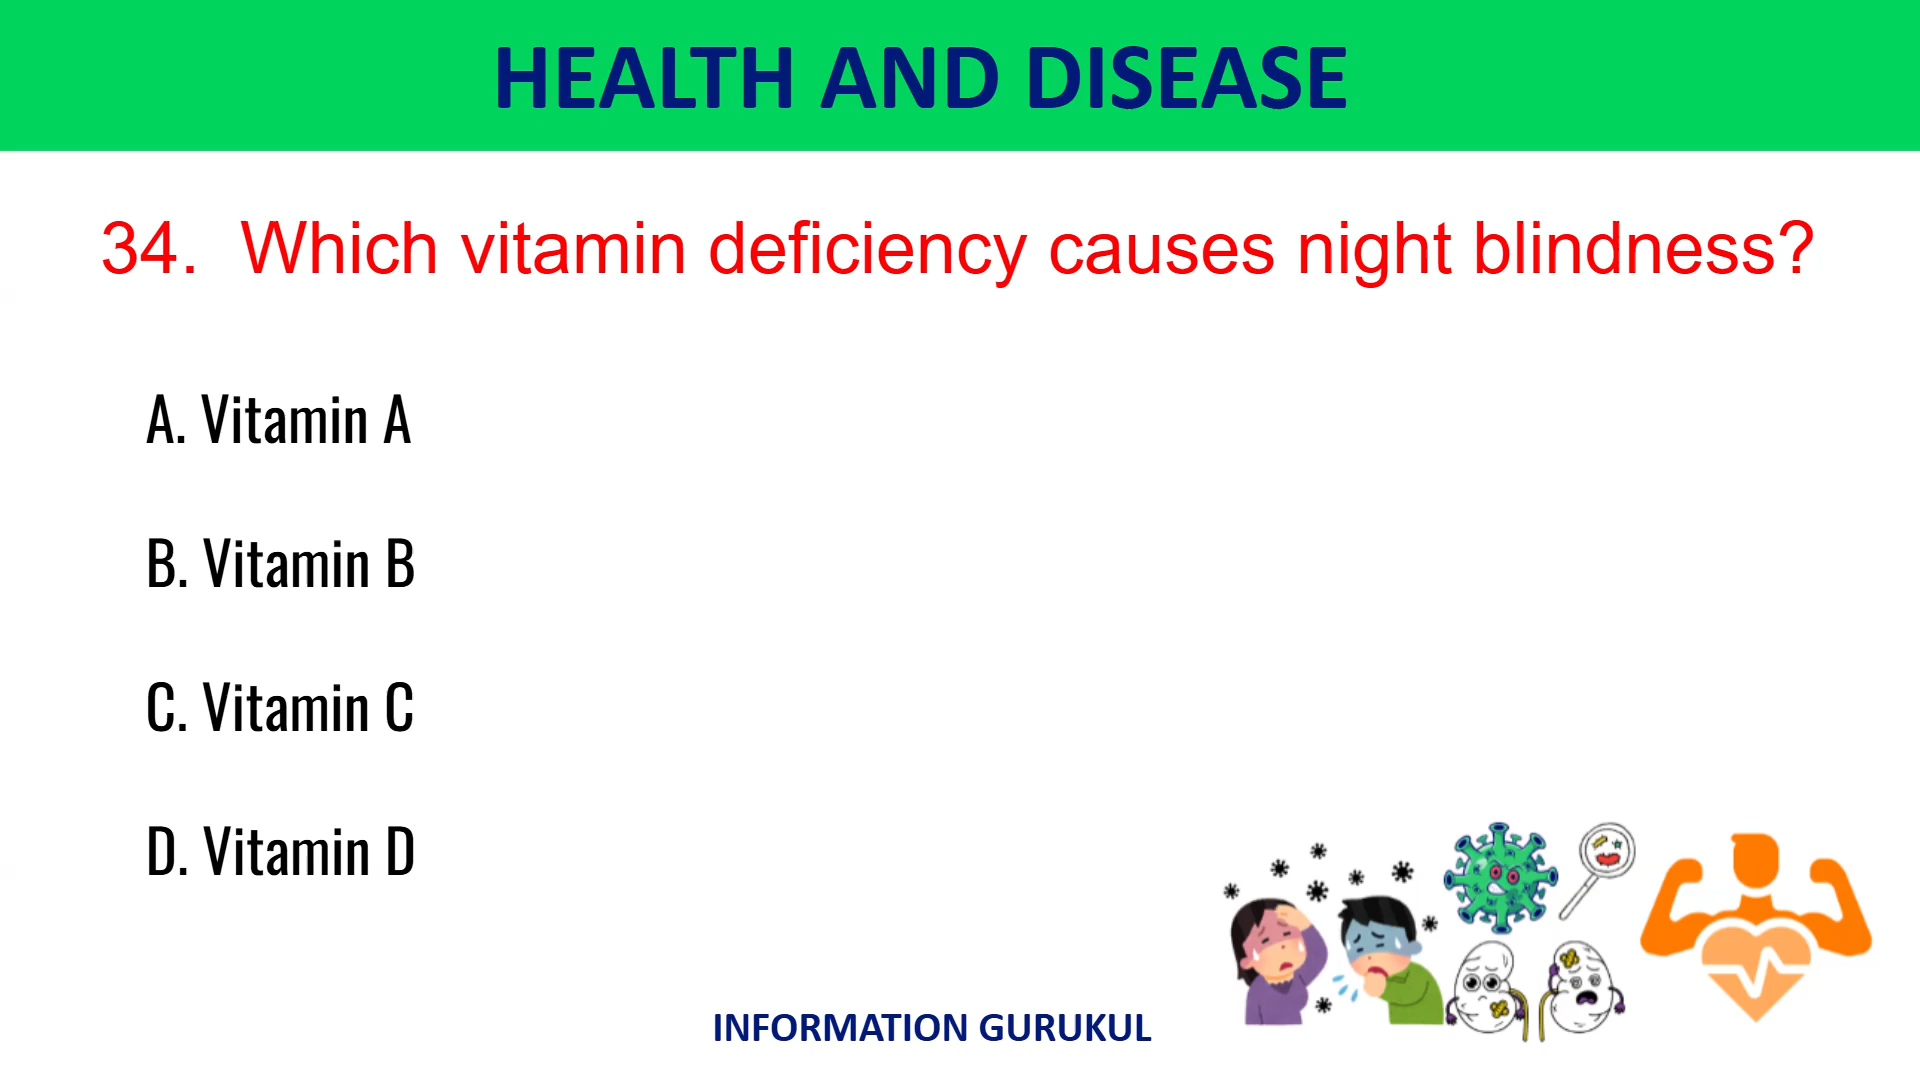 HEALTH AND DISEASE
34. Which vitamin deficiency causes night blindness?
A. Vitamin A
B. Vitamin B
C. Vitamin C
D. Vitamin D
INFORMATION GURUKUL